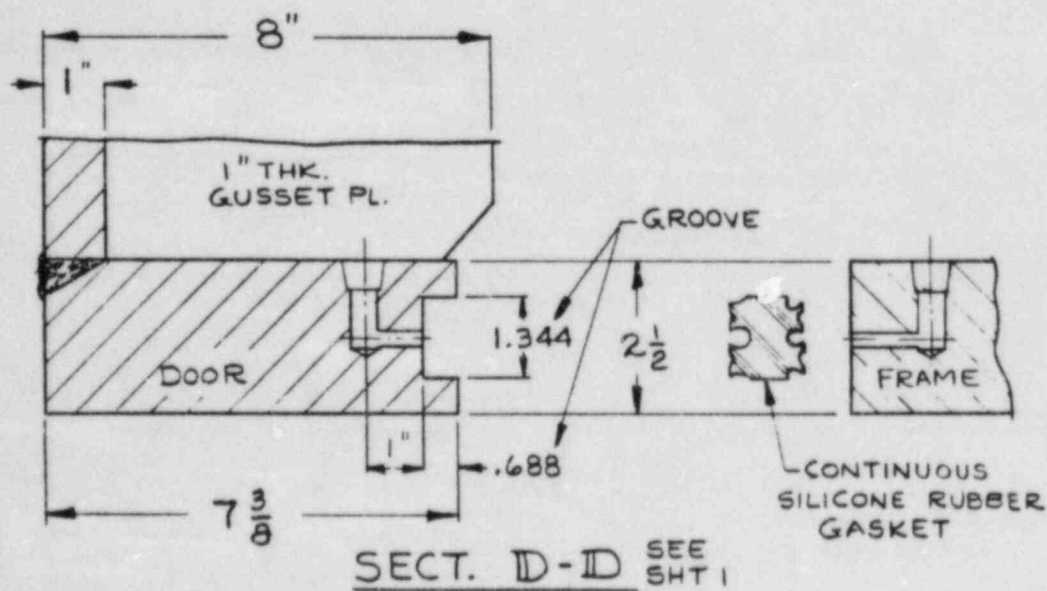 8"
1"
1" THK.
GUSSET PL.
GROOVE
1.344
2 1/2
DOOR
FRAME
1"
.688
7 3/8
CONTINUOUS
SILICONE RUBBER
GASKET
SECT. D-D SEE
SHT 1